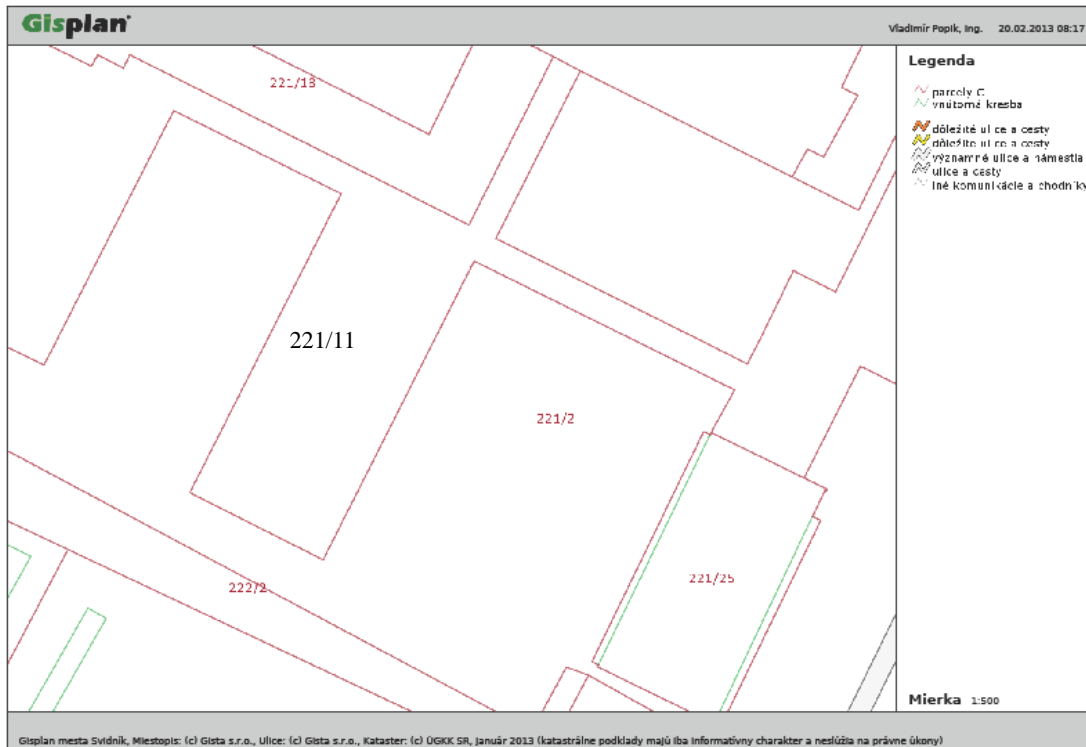 Gisplan
Vladimír Popik, Ing. 20.02.2013 08:17
Legenda
parcely C
vnútorná kresba
dôležité ulice a cesty
dôležité ulice a cesty
významné ulice a námestia
ulice a cesty
iné komunikácie a chodníky
221/18
221/11
221/2
221/25
222/2
Mierka 1:500
Gisplan mesta Svidník, Miestopis: (c) Gista s.r.o., Ulice: (c) Gista s.r.o., Kataster: (c) ÚGKK SR, Január 2013 (katastrálne podklady majú iba informatívny charakter a neslúžia na právne úkony)